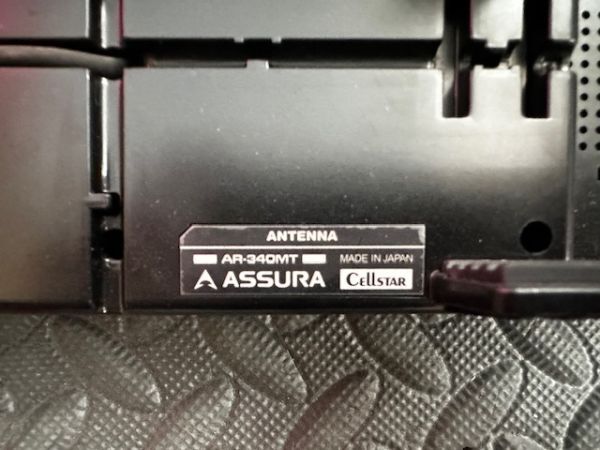 ANTENNA
AR-340MT MADE IN JAPAN
ASSURA CELLSTAR